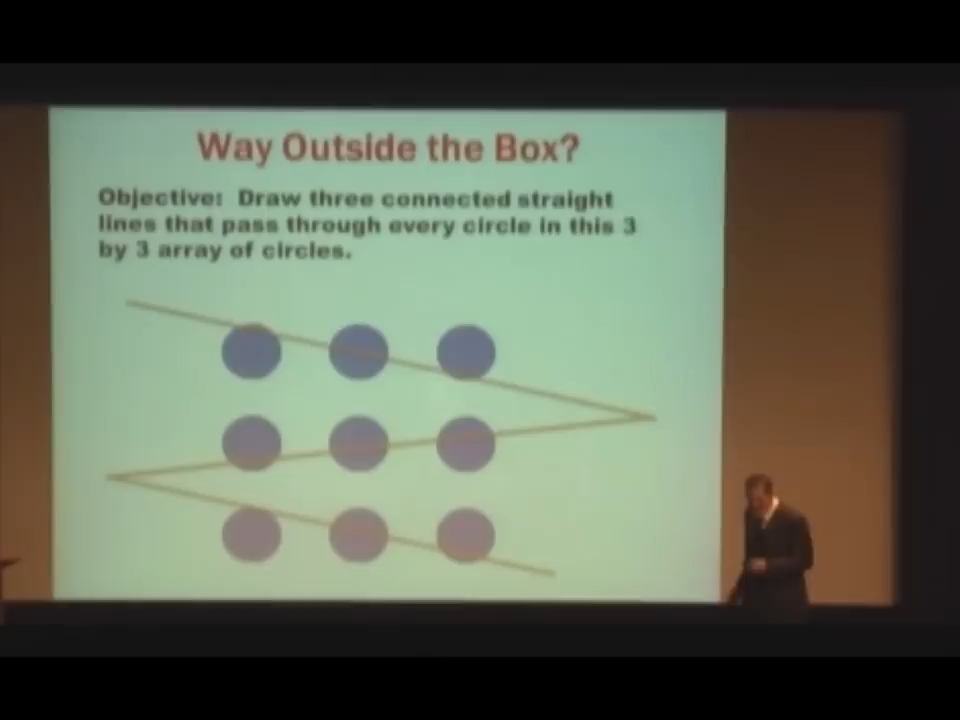 Way Outside the Box?
Objective: Draw three connected straight
lines that pass through every circle in this 3
by 3 array of circles.